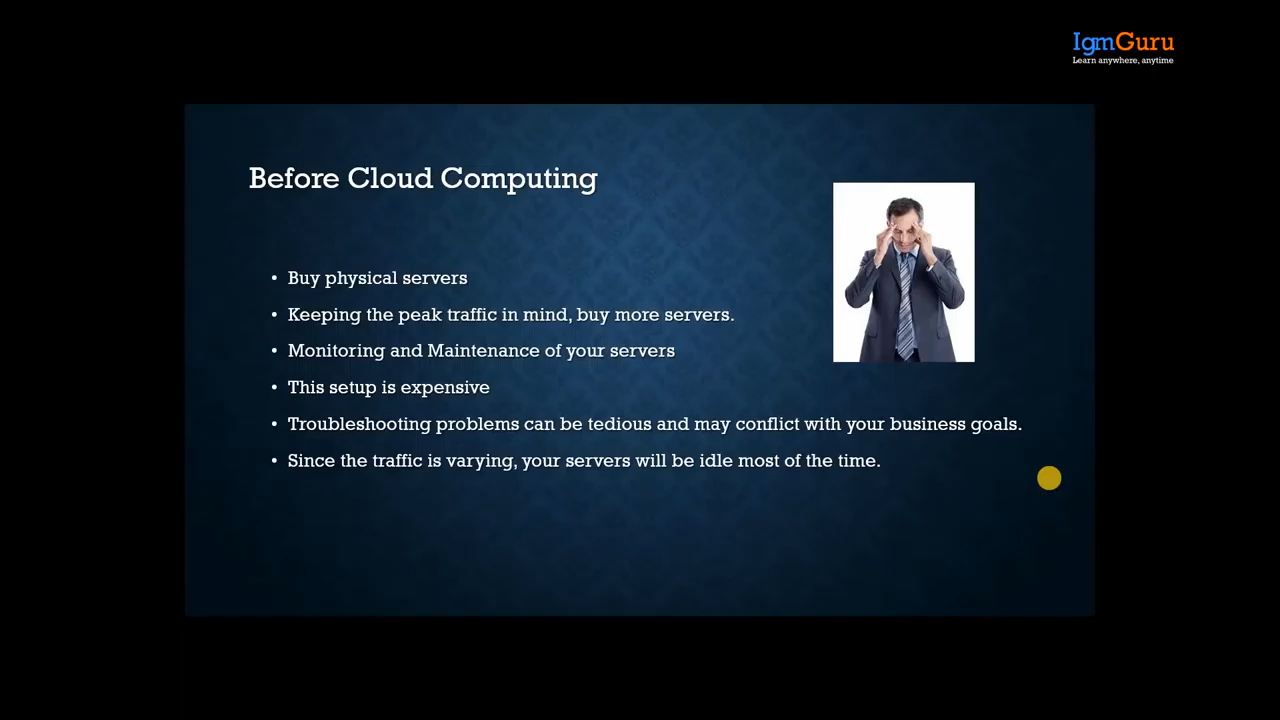 IgmGuru
Learn anywhere, anytime
Before Cloud Computing
• Buy physical servers
• Keeping the peak traffic in mind, buy more servers.
• Monitoring and Maintenance of your servers
• This setup is expensive
• Troubleshooting problems can be tedious and may conflict with your business goals.
• Since the traffic is varying, your servers will be idle most of the time.